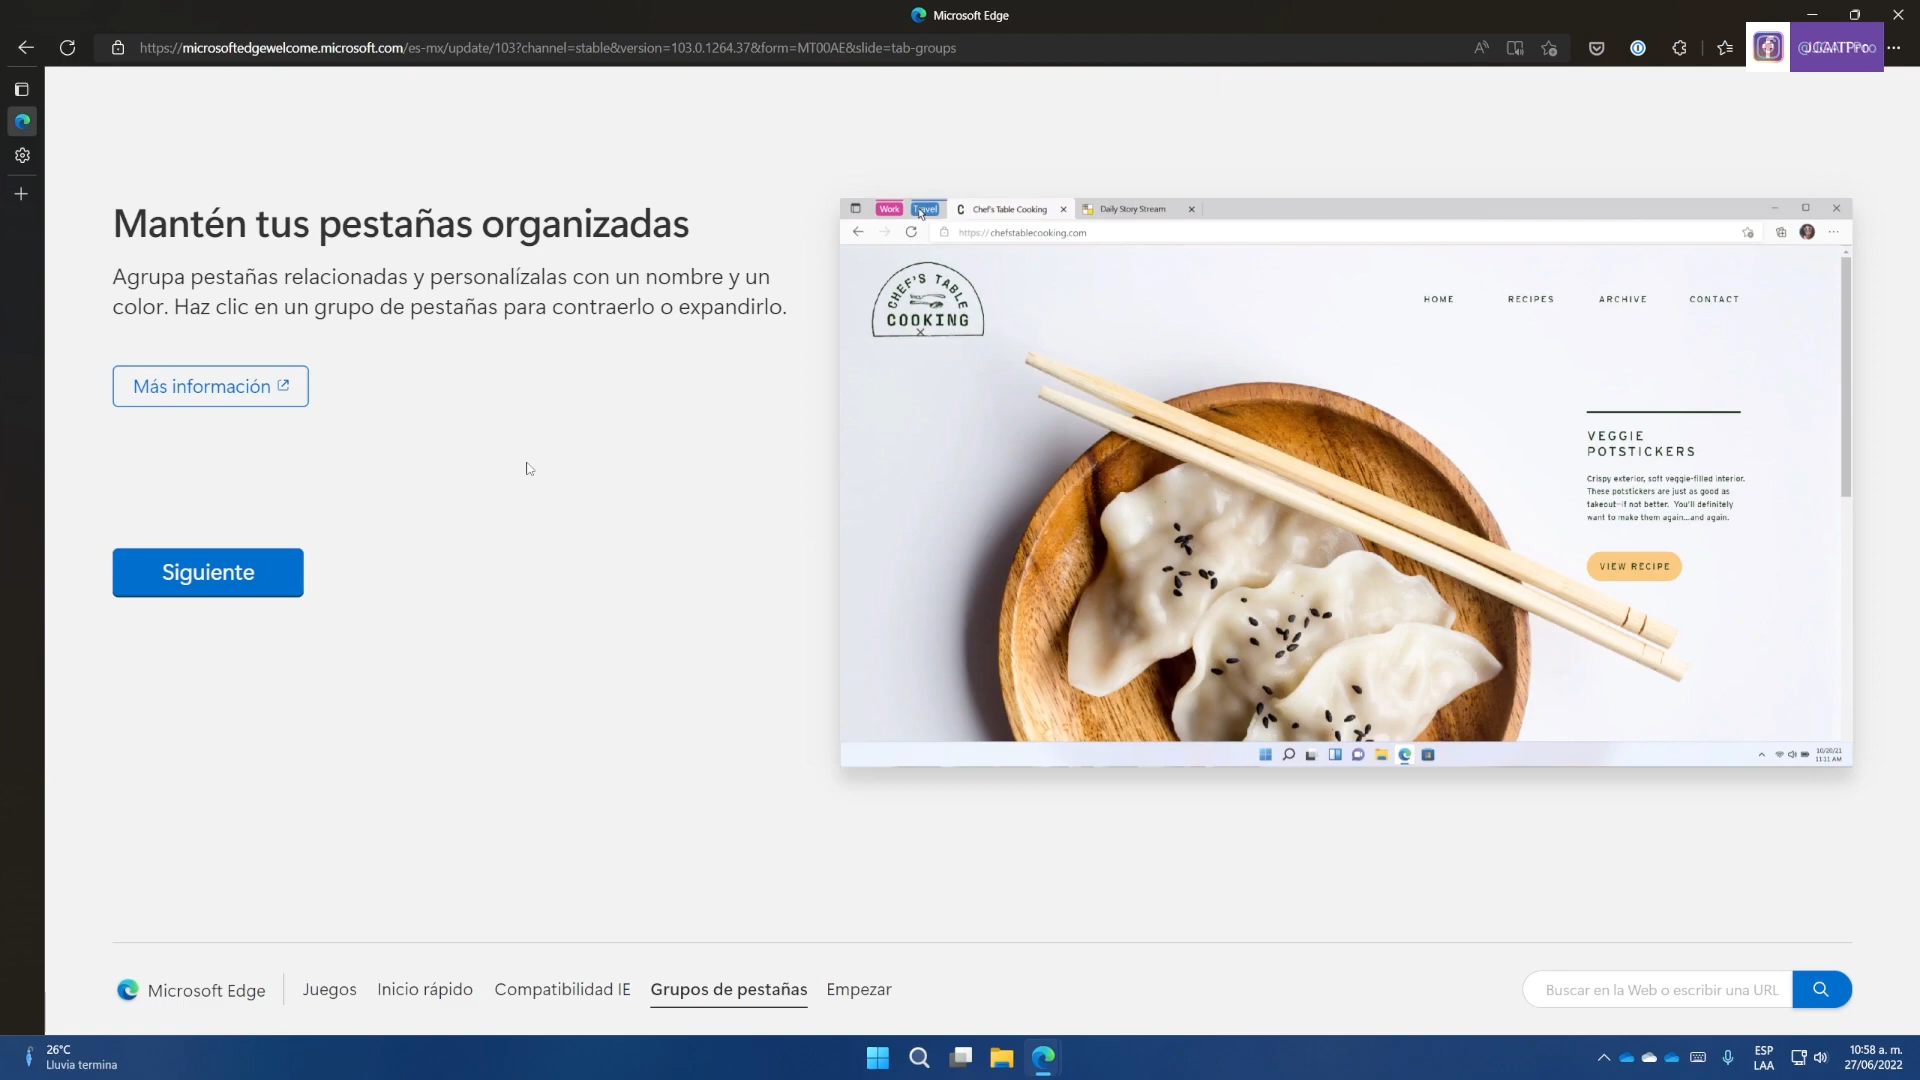 Microsoft Edge
https://microsoftedgewelcome.microsoft.com/es-mx/update/103?channel=stable&version=103.0.1264.37&form=MT00AE&slide=tab-groups
Mantén tus pestañas organizadas
Agrupa pestañas relacionadas y personalízalas con un nombre y un
color. Haz clic en un grupo de pestañas para contraerlo o expandirlo.
Más información
Siguiente
Work
Travel
Chef's Table Cooking
Daily Story Stream
https://chefstablecooking.com
CHEF'S TABLE
COOKING
HOME
RECIPES
ARCHIVE
CONTACT
VEGGIE
POTSTICKERS
Crispy exterior, soft veggie-filled interior.
These potstickers are just as good as
takeout—if not better. You'll definitely
want to make them again...and again.
VIEW RECIPE
10/20/21
11:11 AM
Microsoft Edge
Juegos
Inicio rápido
Compatibilidad IE
Grupos de pestañas
Empezar
Buscar en la Web o escribir una URL
26°C
Lluvia termina
ESP
LAA
10:58 a. m.
27/06/2022